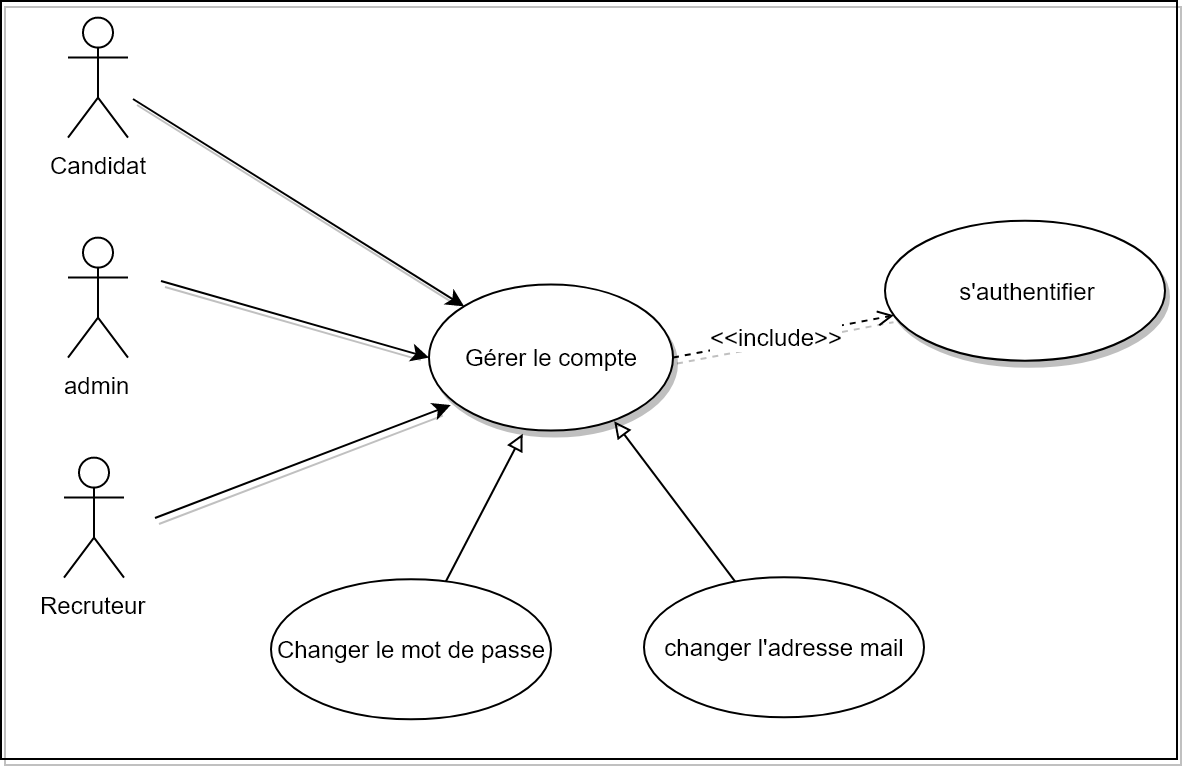 Candidat
admin
Recruteur
Gérer le compte
<<include>>
s'authentifier
Changer le mot de passe
changer l'adresse mail